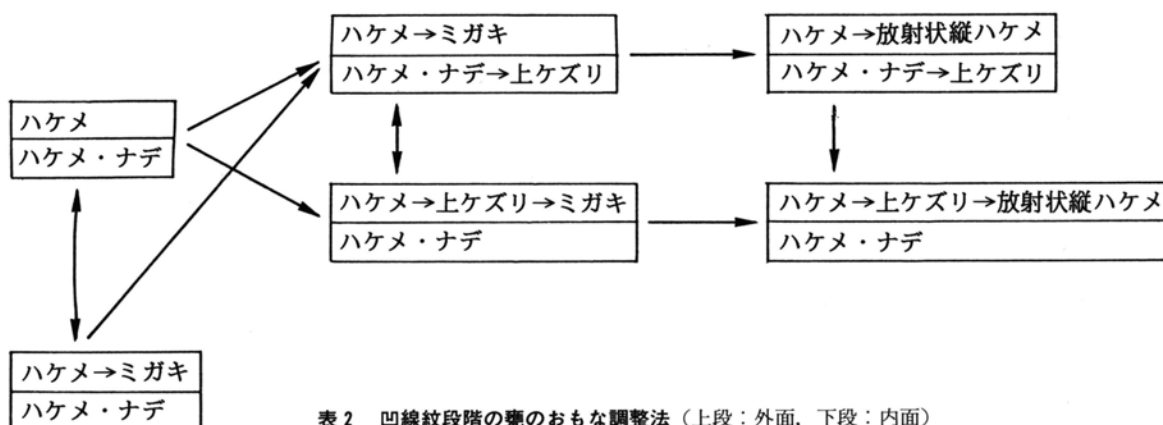 ハケメ→ミガキ
ハケメ・ナデ→上ケズリ
ハケメ→放射状縦ハケメ
ハケメ・ナデ→上ケズリ
ハケメ
ハケメ・ナデ
ハケメ→上ケズリ→ミガキ
ハケメ・ナデ
ハケメ→上ケズリ→放射状縦ハケメ
ハケメ・ナデ
ハケメ→ミガキ
ハケメ・ナデ
表2 凹線紋段階の甕のおもな調整法（上段：外面，下段：内面）